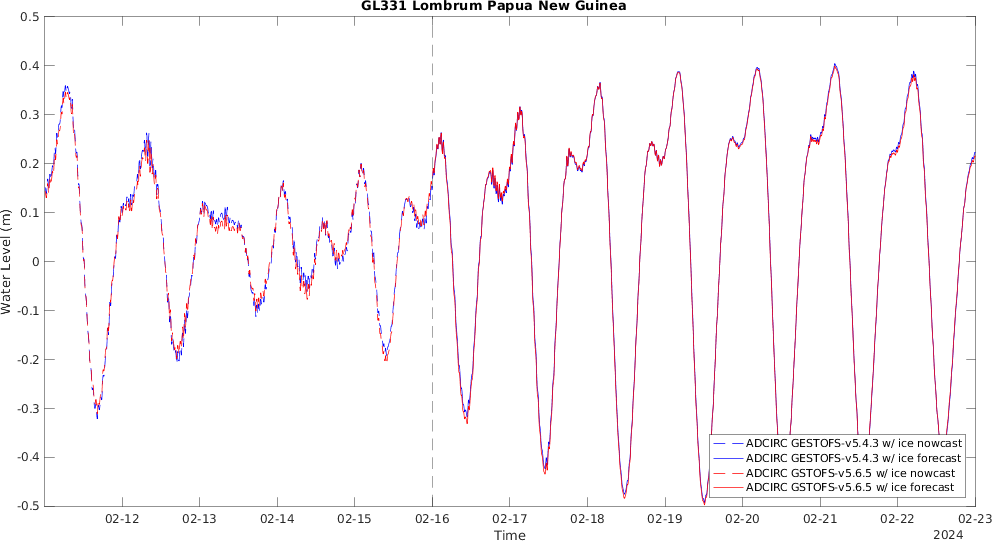 GL331 Lombrum Papua New Guinea
0.5
0.4
0.3
0.2
0.1
0
-0.1
-0.2
-0.3
-0.4
-0.5
Water Level (m)
ADCIRC GESTOFS-v5.4.3 w/ ice nowcast
ADCIRC GESTOFS-v5.4.3 w/ ice forecast
ADCIRC GSTOFS-v5.6.5 w/ ice nowcast
ADCIRC GSTOFS-v5.6.5 w/ ice forecast
02-12 02-13 02-14 02-15 02-16 02-17 02-18 02-19 02-20 02-21 02-22 02-23
Time
2024